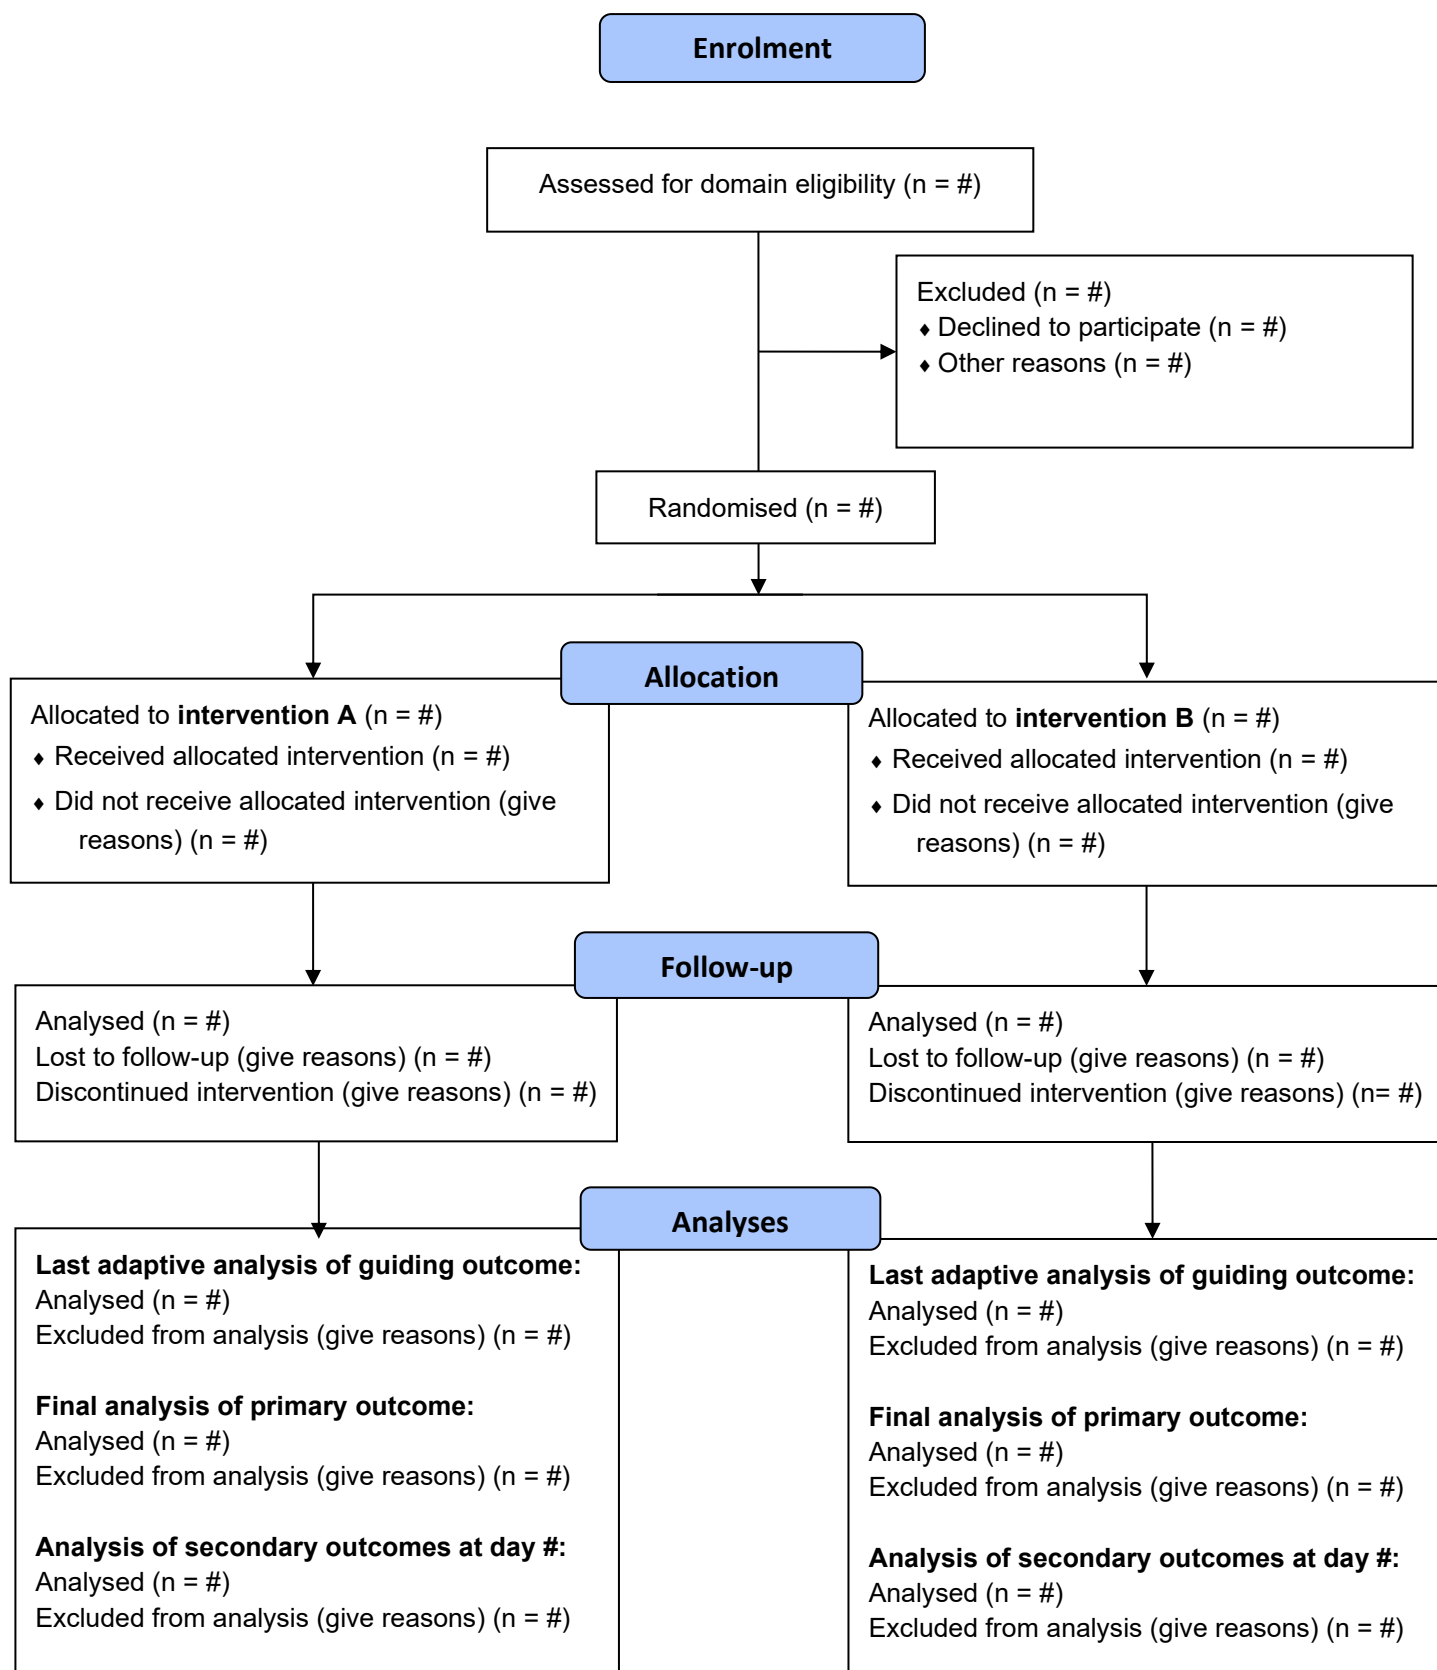 Enrolment
Assessed for domain eligibility (n = #)
Excluded (n = #)
♦ Declined to participate (n = #)
♦ Other reasons (n = #)
Randomised (n = #)
Allocation
Allocated to intervention A (n = #)
♦ Received allocated intervention (n = #)
♦ Did not receive allocated intervention (give
reasons) (n = #)
Allocated to intervention B (n = #)
♦ Received allocated intervention (n = #)
♦ Did not receive allocated intervention (give
reasons) (n = #)
Follow-up
Analysed (n = #)
Lost to follow-up (give reasons) (n = #)
Discontinued intervention (give reasons) (n = #)
Analysed (n = #)
Lost to follow-up (give reasons) (n = #)
Discontinued intervention (give reasons) (n= #)
Analyses
Last adaptive analysis of guiding outcome:
Analysed (n = #)
Excluded from analysis (give reasons) (n = #)
Final analysis of primary outcome:
Analysed (n = #)
Excluded from analysis (give reasons) (n = #)
Analysis of secondary outcomes at day #:
Analysed (n = #)
Excluded from analysis (give reasons) (n = #)
Last adaptive analysis of guiding outcome:
Analysed (n = #)
Excluded from analysis (give reasons) (n = #)
Final analysis of primary outcome:
Analysed (n = #)
Excluded from analysis (give reasons) (n = #)
Analysis of secondary outcomes at day #:
Analysed (n = #)
Excluded from analysis (give reasons) (n = #)